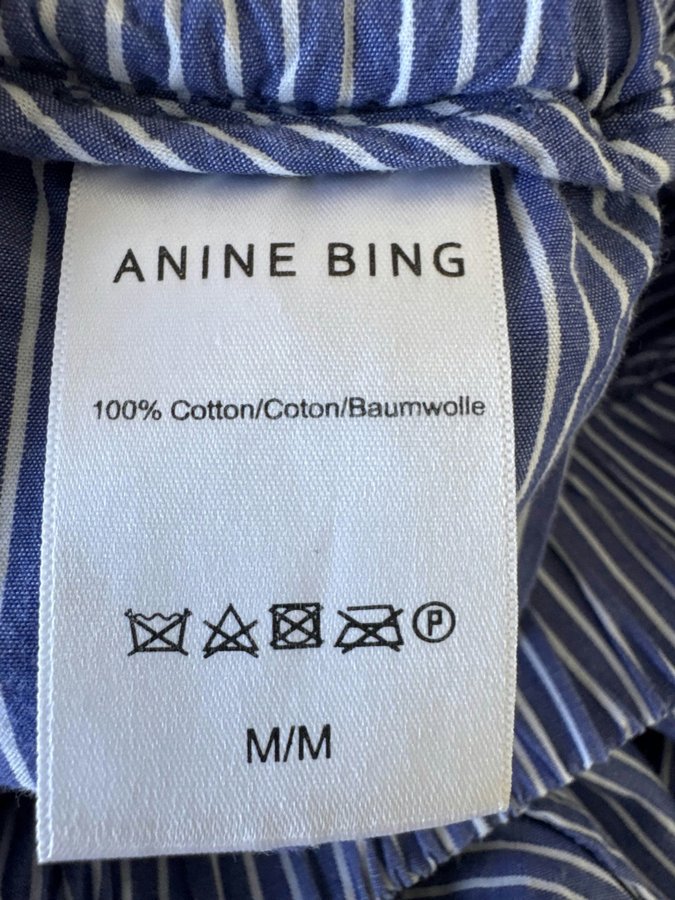 ANINE BING
100% Cotton/Coton/Baumwolle
P
M/M